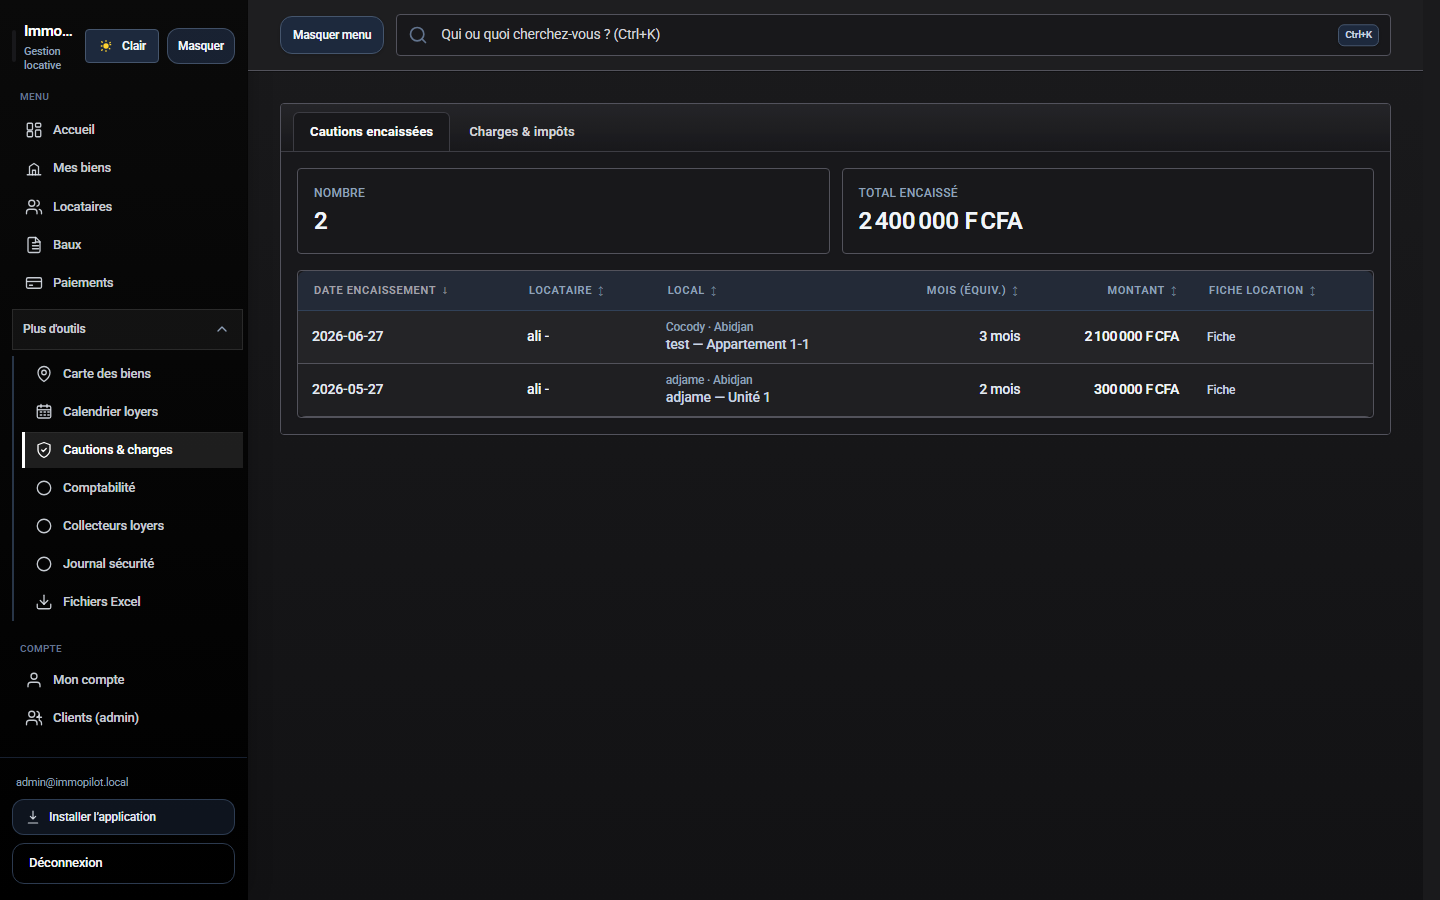 Immo...
Gestion
locative
Clair
Masquer
MENU
Accueil
Mes biens
Locataires
Baux
Paiements
Plus d'outils
Carte des biens
Calendrier loyers
Cautions & charges
Comptabilité
Collecteurs loyers
Journal sécurité
Fichiers Excel
COMPTE
Mon compte
Clients (admin)
admin@immopilot.local
Installer l'application
Déconnexion
Masquer menu
Qui ou quoi cherchez-vous ? (Ctrl+K)
Ctrl+K
Cautions encaissées
Charges & impôts
NOMBRE
2
TOTAL ENCAISSÉ
2 400 000 F CFA
DATE ENCAISSEMENT ↓ LOCATAIRE ↕ LOCAL ↕ MOIS (ÉQUIV.) ↕ MONTANT ↕ FICHE LOCATION ↕
Cocody · Abidjan
2026-06-27 ali - test — Appartement 1-1 3 mois 2 100 000 F CFA Fiche
adjame · Abidjan
2026-05-27 ali - adjame — Unité 1 2 mois 300 000 F CFA Fiche